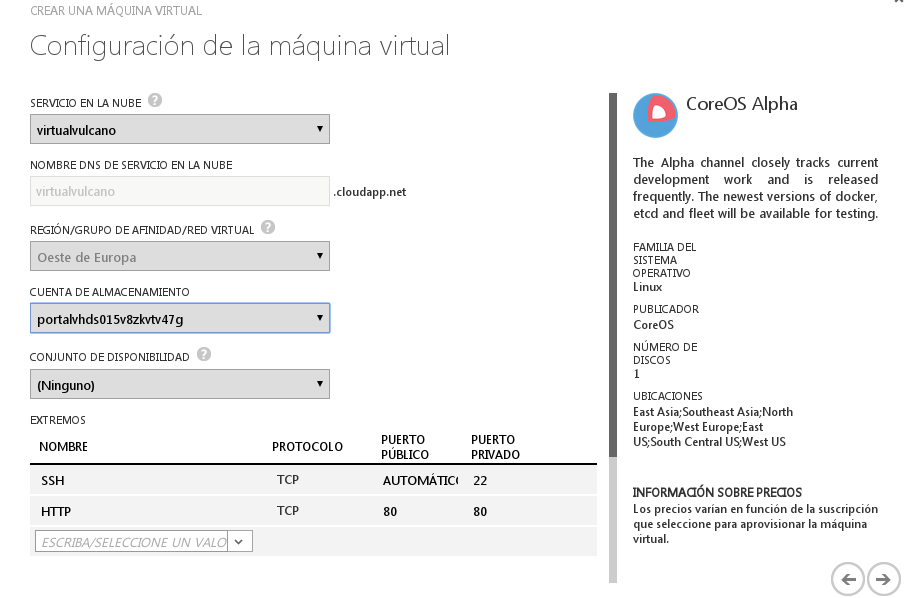 CREAR UNA MÁQUINA VIRTUAL
Configuración de la máquina virtual
SERVICIO EN LA NUBE ?
virtualvulcano
NOMBRE DNS DE SERVICIO EN LA NUBE
virtualvulcano .cloudapp.net
REGIÓN/GRUPO DE AFINIDAD/RED VIRTUAL ?
Oeste de Europa
CUENTA DE ALMACENAMIENTO
portalvhds015v8zkvtv47g
CONJUNTO DE DISPONIBILIDAD ?
(Ninguno)
EXTREMOS
NOMBRE PROTOCOLO PUERTO PÚBLICO PUERTO PRIVADO
SSH TCP AUTOMÁTICO 22
HTTP TCP 80 80
ESCRIBA/SELECCIONE UN VALO
CoreOS Alpha
The Alpha channel closely tracks current
development work and is released
frequently. The newest versions of docker,
etcd and fleet will be available for testing.
FAMILIA DEL
SISTEMA
OPERATIVO
Linux
PUBLICADOR
CoreOS
NÚMERO DE
DISCOS
1
UBICACIONES
East Asia;Southeast Asia;North
Europe;West Europe;East
US;South Central US;West US
INFORMACIÓN SOBRE PRECIOS
Los precios varían en función de la suscripción
que seleccione para aprovisionar la máquina
virtual.